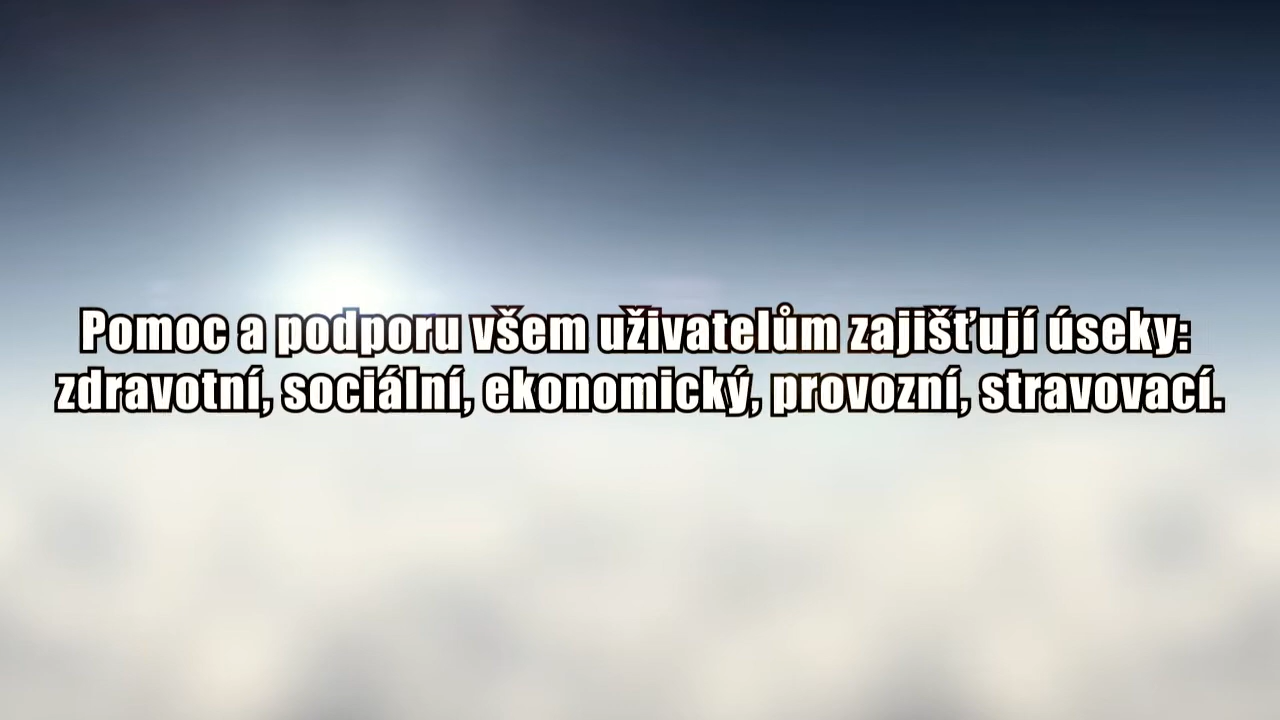 Pomoc a podporu všem uživatelům zajišťují úseky:
zdravotní, sociální, ekonomický, provozní, stravovací.